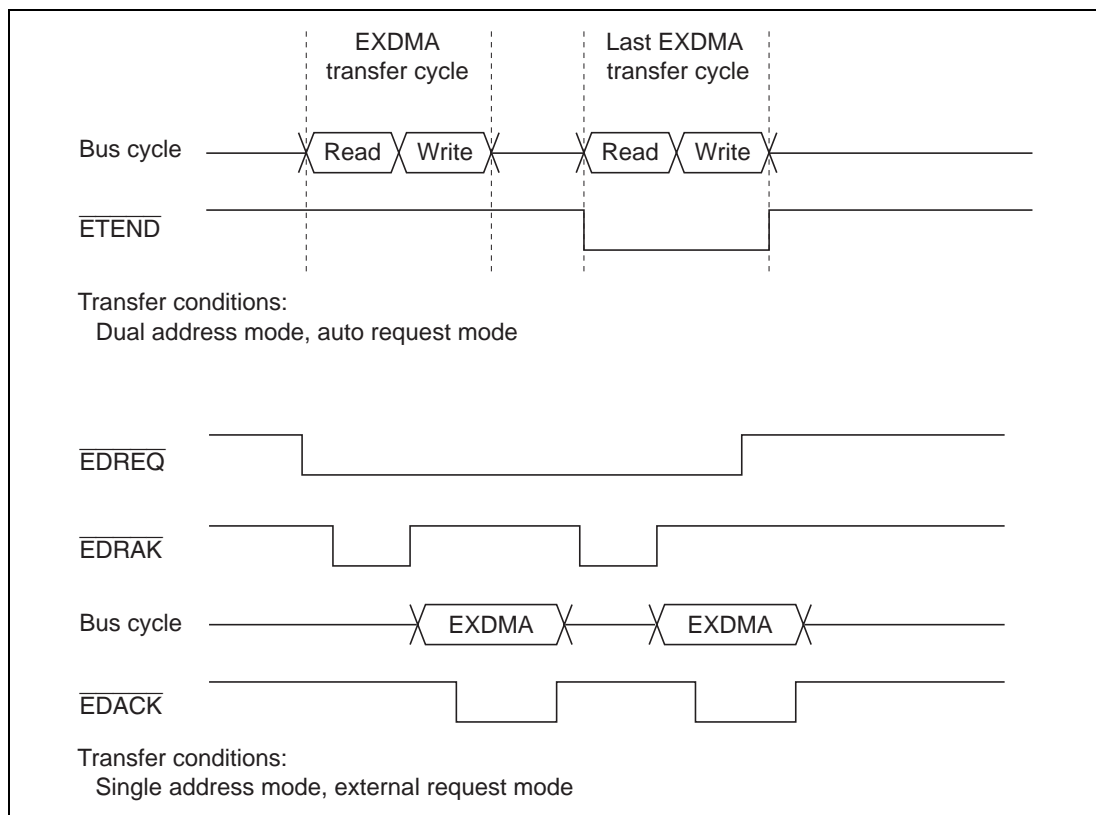 EXDMA
transfer cycle
Last EXDMA
transfer cycle
Bus cycle
Read
Write
Read
Write
ETEND
Transfer conditions:
Dual address mode, auto request mode
EDREQ
EDRAK
Bus cycle
EXDMA
EXDMA
EDACK
Transfer conditions:
Single address mode, external request mode